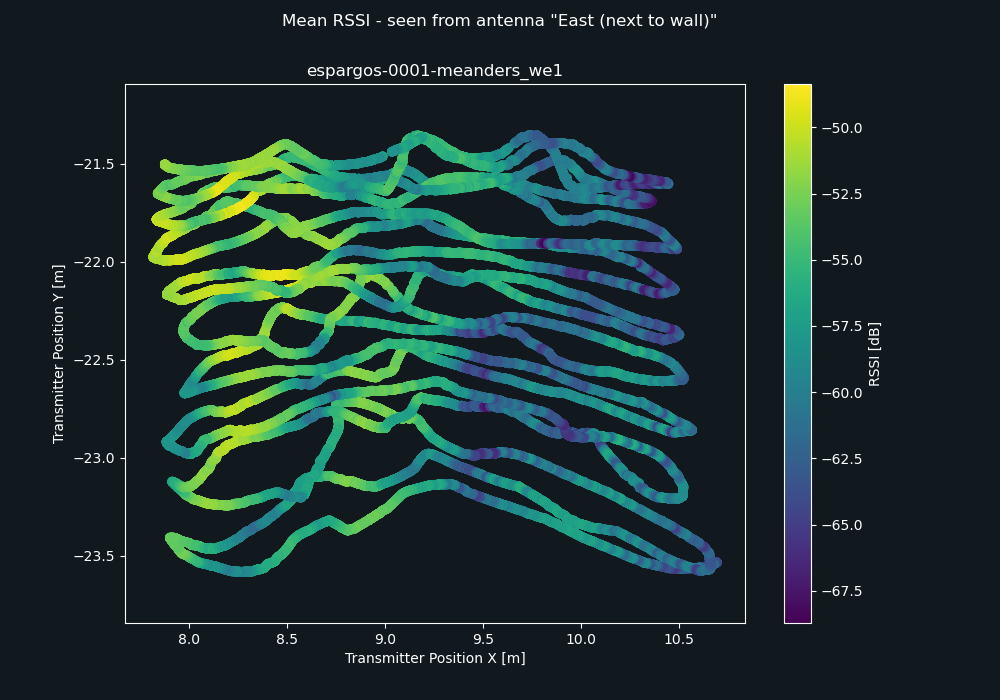 Mean RSSI - seen from antenna "East (next to wall)"
espargos-0001-meanders_we1
Transmitter Position Y [m]
−21.5
−22.0
−22.5
−23.0
−23.5
8.0 8.5 9.0 9.5 10.0 10.5
Transmitter Position X [m]
−50.0
−52.5
−55.0
−57.5
−60.0
−62.5
−65.0
−67.5
RSSI [dB]